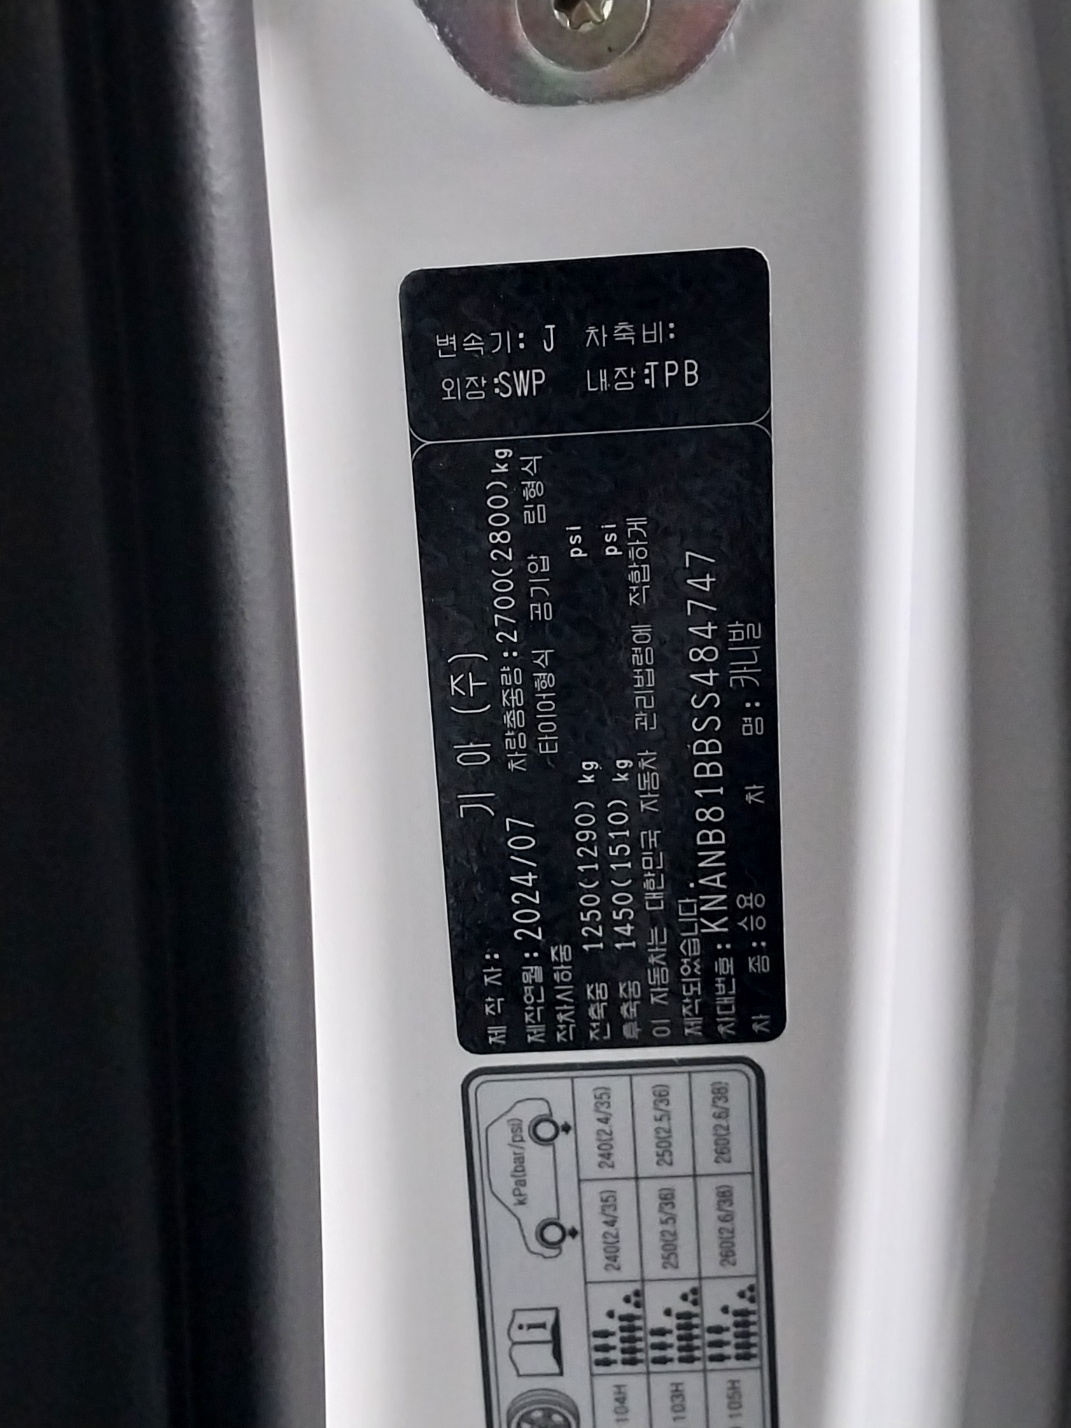 변속기: J 차축비:
외장:SWP 내장:TPB
제 작 자: 기 아 (주)
제작연월:2024/07 차량총중량:2700(2800)kg
적치시하중 타이어형식 공기압 림형식
전축중 1250(1290) kg psi
후축중 1450(1510) kg psi
이 자동차는 대한민국 자동차 관리법령에 적합하게
제작되었습니다.
차대번호:KNANB81BBSS484747
차 종:승용 차 명:카니발
kPa(bar/psi)
104H 240(2.4/35) 240(2.4/35)
103H 250(2.5/36) 250(2.5/36)
105H 260(2.6/38) 260(2.6/38)